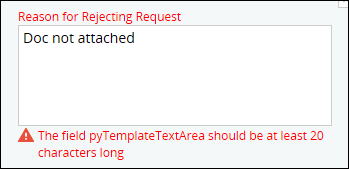 Reason for Rejecting Request
Doc not attached
The field pyTemplateTextArea should be at least 20
characters long